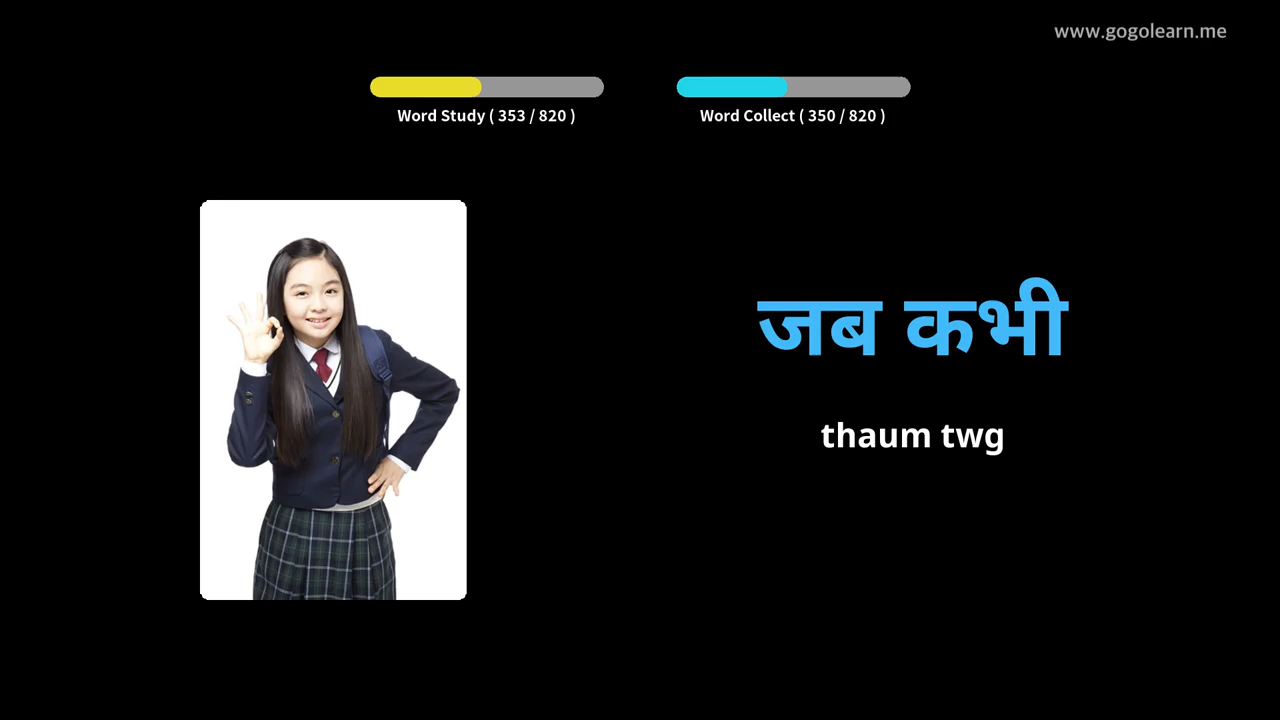 www.gogolearn.me
Word Study ( 353 / 820 )
Word Collect ( 350 / 820 )
जब कभी
thaum twg